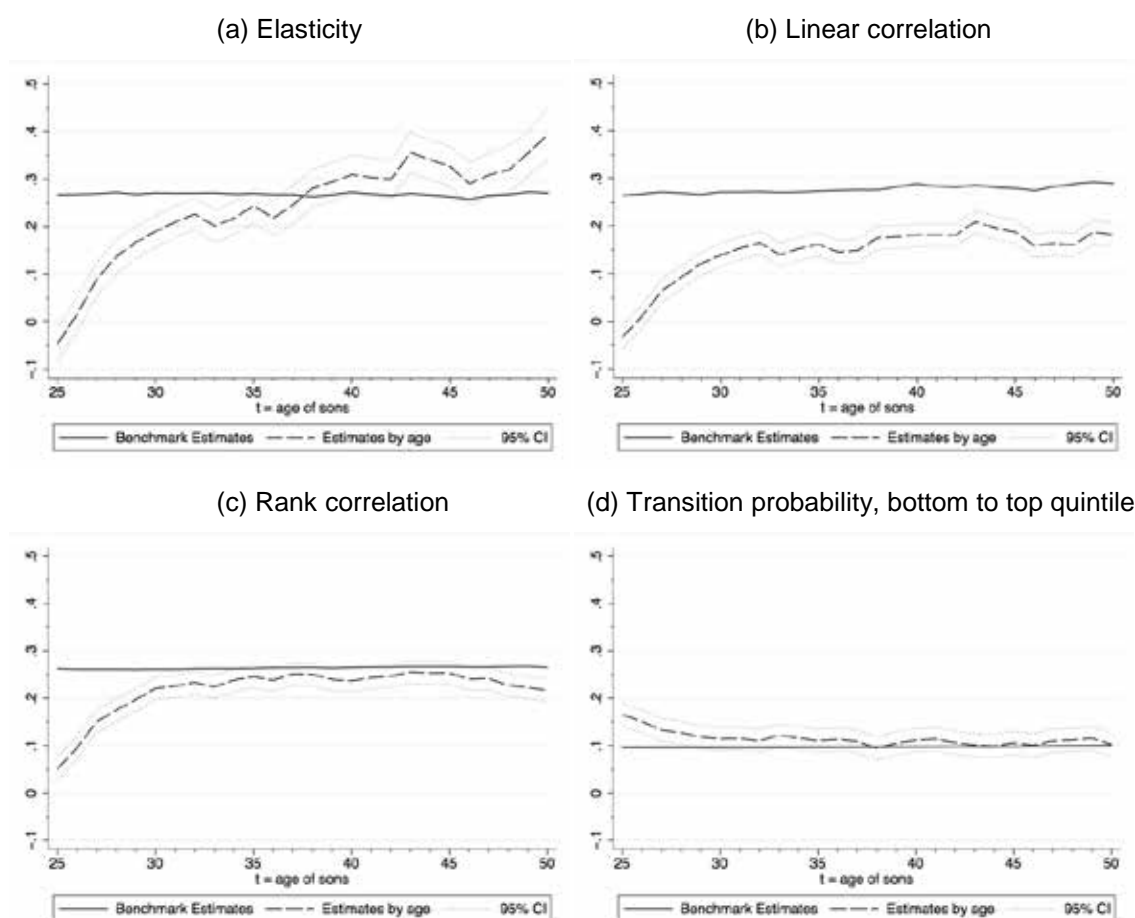 (a) Elasticity
(b) Linear correlation
.5
.4
.3
.2
.1
0
-.1
25 30 35 40 45 50
t = age of sons
Benchmark Estimates Estimates by age 95% CI
.5
.4
.3
.2
.1
0
-.1
25 30 35 40 45 50
t = age of sons
Benchmark Estimates Estimates by age 95% CI
(c) Rank correlation
(d) Transition probability, bottom to top quintile
.5
.4
.3
.2
.1
0
-.1
25 30 35 40 45 50
t = age of sons
Benchmark Estimates Estimates by age 95% CI
.5
.4
.3
.2
.1
0
-.1
25 30 35 40 45 50
t = age of sons
Benchmark Estimates Estimates by age 95% CI